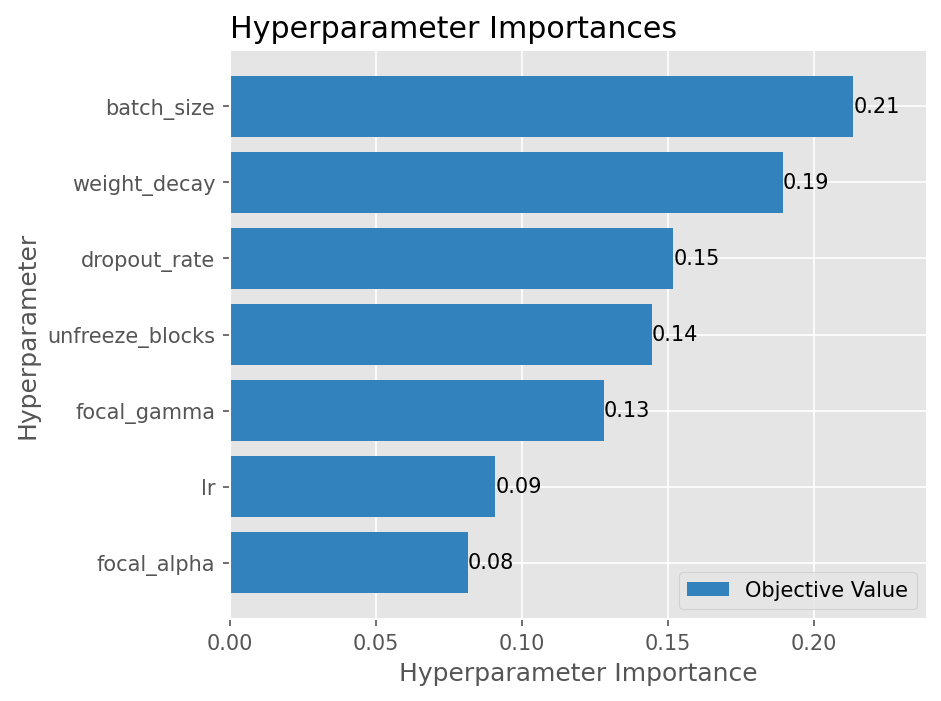 Hyperparameter Importances
Hyperparameter
batch_size
0.21
weight_decay
0.19
dropout_rate
0.15
unfreeze_blocks
0.14
focal_gamma
0.13
lr
0.09
focal_alpha
0.08
Objective Value
0.00 0.05 0.10 0.15 0.20
Hyperparameter Importance